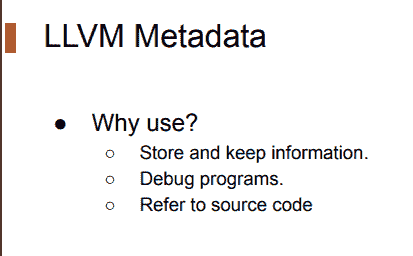 LLVM Metadata
● Why use?
○ Store and keep information.
○ Debug programs.
○ Refer to source code